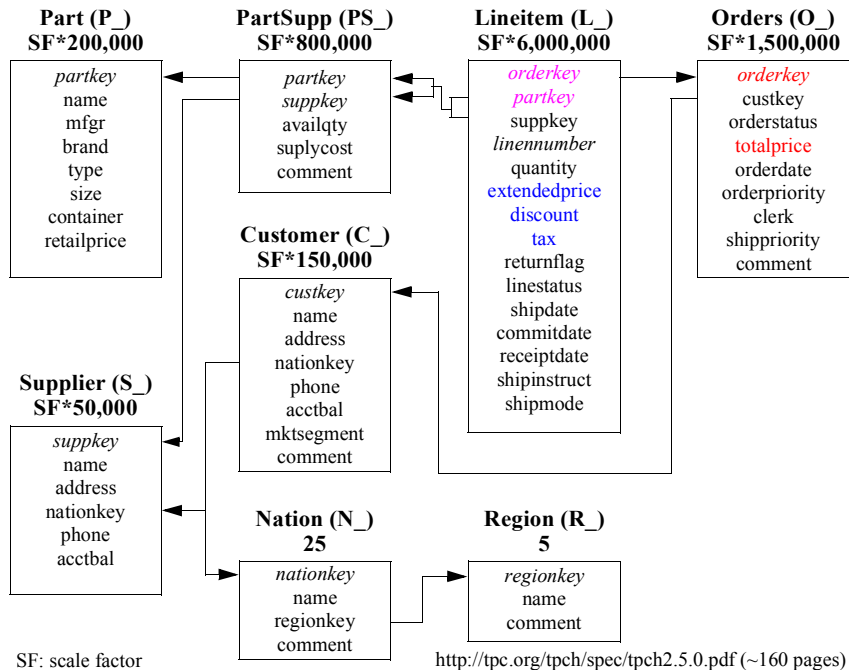 Part (P_)
SF*200,000
partkey
name
mfgr
brand
type
size
container
retailprice
PartSupp (PS_)
SF*800,000
partkey
suppkey
availqty
suplycost
comment
Lineitem (L_)
SF*6,000,000
orderkey
partkey
suppkey
linennumber
quantity
extendedprice
discount
tax
returnflag
linestatus
shipdate
commitdate
receiptdate
shipinstruct
shipmode
Orders (O_)
SF*1,500,000
orderkey
custkey
orderstatus
totalprice
orderdate
orderpriority
clerk
shippriority
comment
Customer (C_)
SF*150,000
custkey
name
address
nationkey
phone
acctbal
mktsegment
comment
Supplier (S_)
SF*50,000
suppkey
name
address
nationkey
phone
acctbal
Nation (N_)
25
nationkey
name
regionkey
comment
Region (R_)
5
regionkey
name
comment
SF: scale factor
http://tpc.org/tpch/spec/tpch2.5.0.pdf (~160 pages)